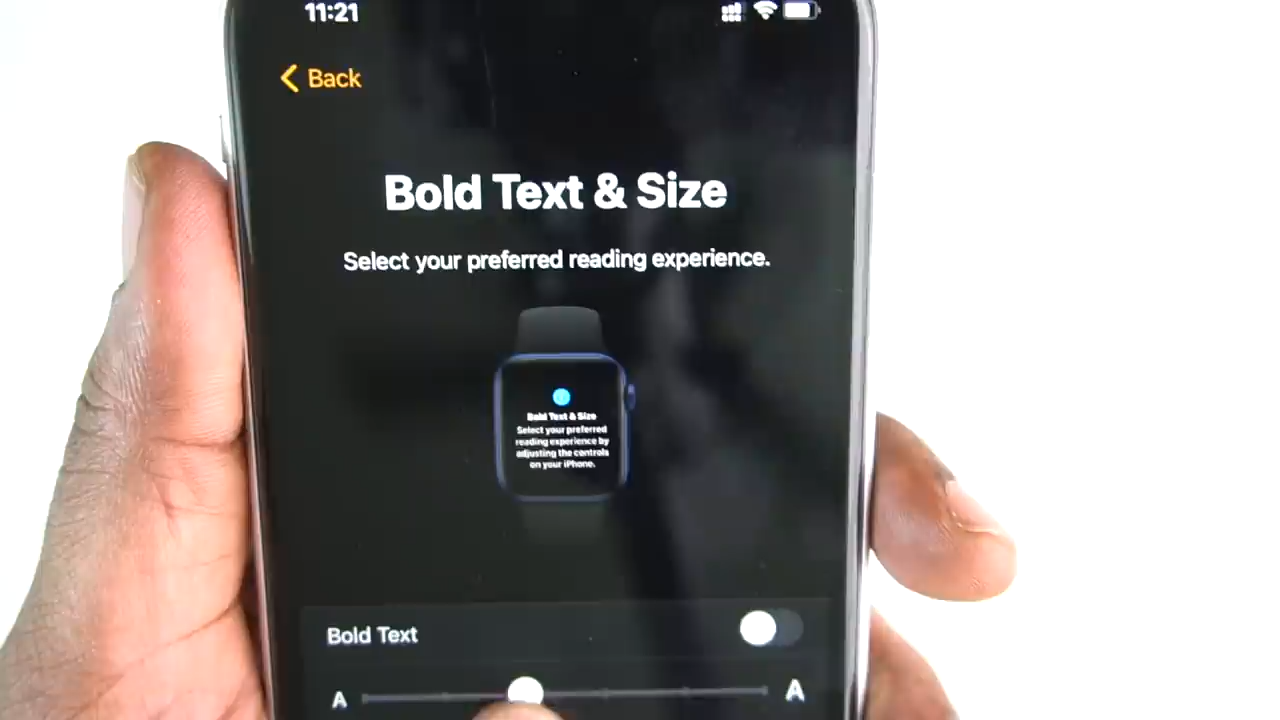 11:21
Back
Bold Text & Size
Select your preferred reading experience.
Bold Text & Size
Select your preferred
reading experience by
adjusting the controls
on your iPhone.
Bold Text
A A